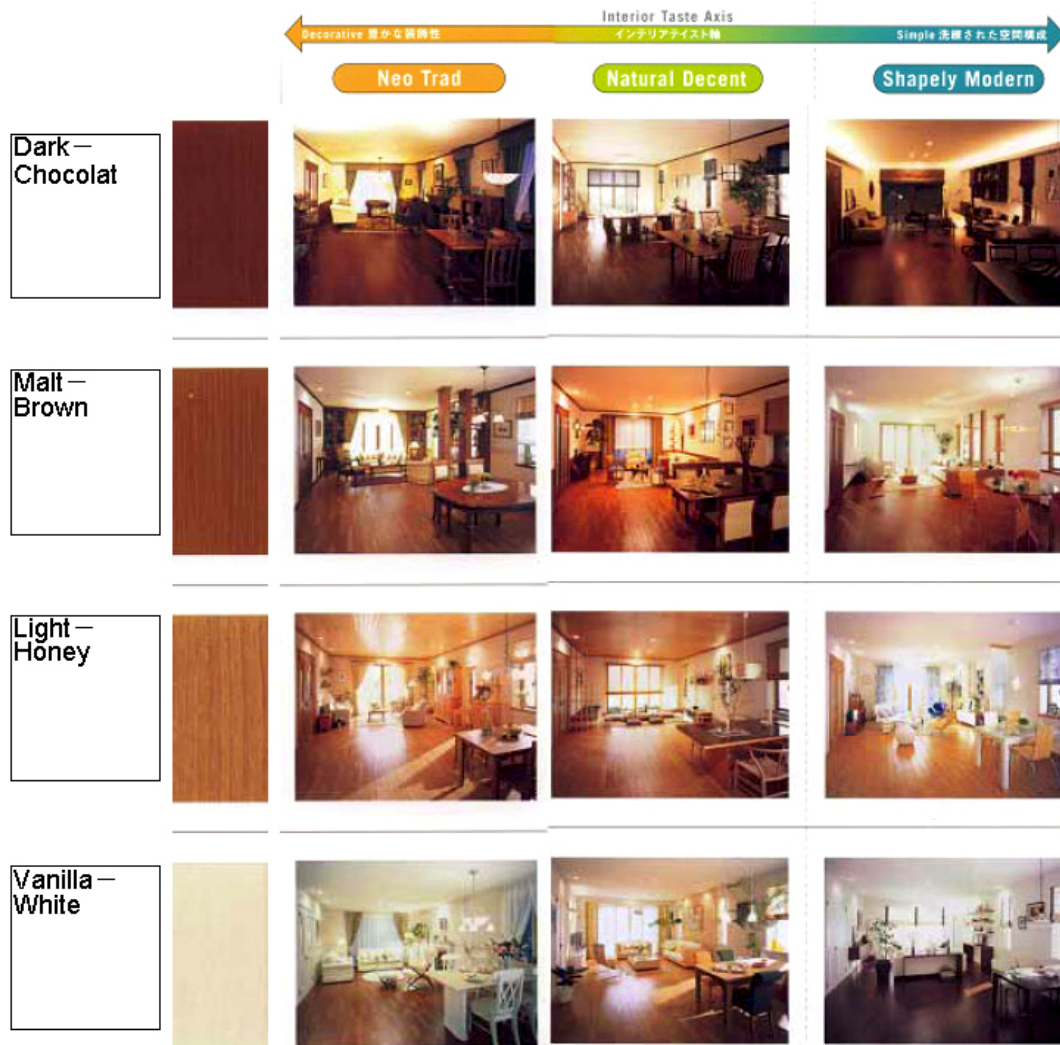 Interior Taste Axis
Decorative 豊かな装飾性
インテリアテイスト軸
Simple 洗練された空間構成
Neo Trad
Natural Decent
Shapely Modern
Dark－
Chocolat
Malt－
Brown
Light－
Honey
Vanilla－
White